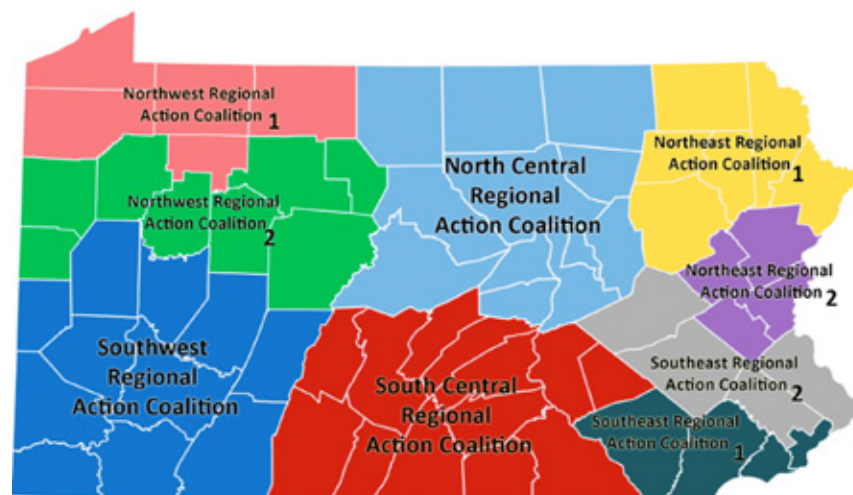 Northwest Regional
Action Coalition 1
Northwest Regional
Action Coalition 2
North Central
Regional
Action Coalition
Northeast Regional
Action Coalition
1
Northeast Regional
Action Coalition 2
Southwest
Regional
Action Coalition
South Central
Regional
Action Coalition
Southeast Regional
Action Coalition 2
Southeast Regional
Action Coalition 1